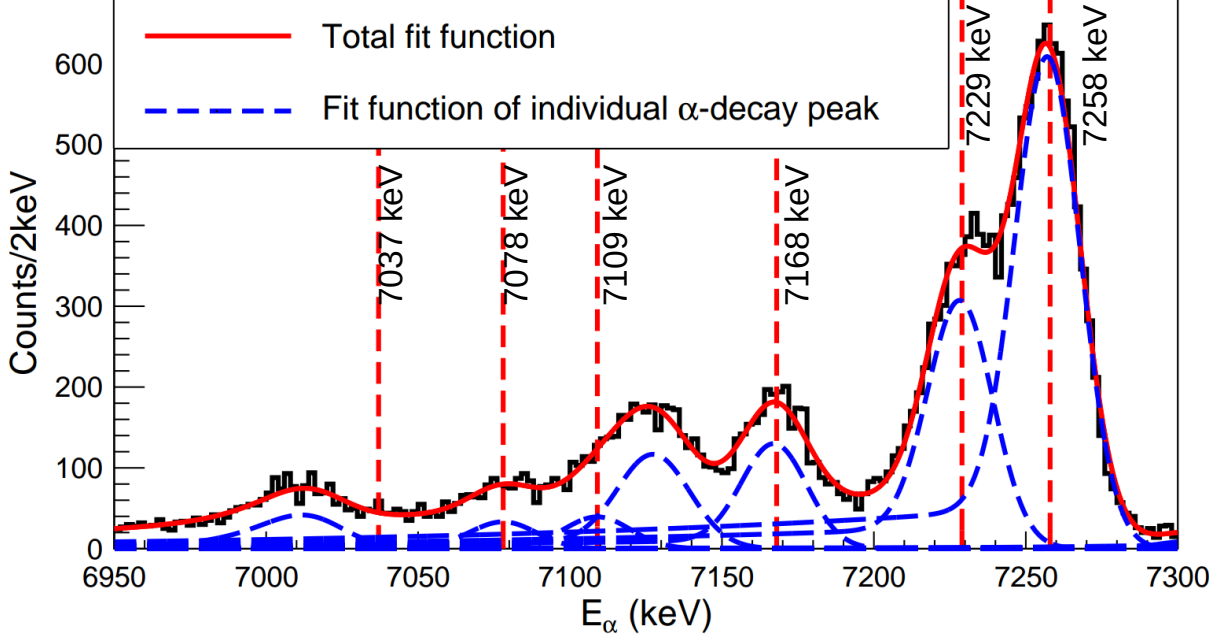 Total fit function
Fit function of individual α-decay peak
7037 keV
7078 keV
7109 keV
7168 keV
7229 keV
7258 keV
Counts/2keV
600
500
400
300
200
100
0
6950 7000 7050 7100 7150 7200 7250 7300
Eα (keV)